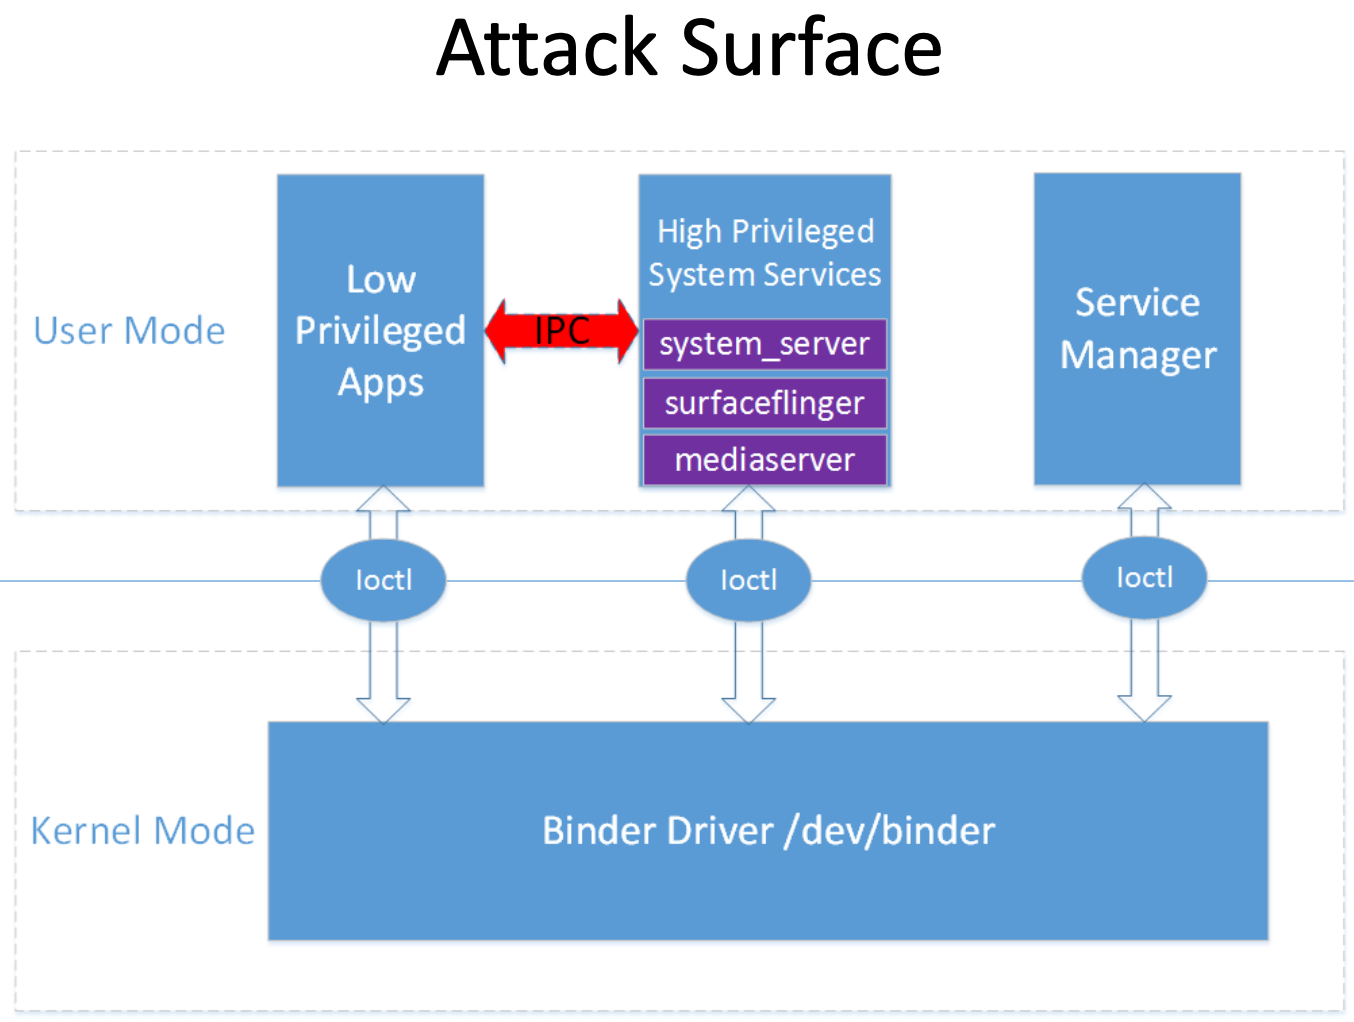 Attack Surface
User Mode
Low
Privileged
Apps
IPC
High Privileged
System Services
system_server
surfaceflinger
mediaserver
Service
Manager
Ioctl
Ioctl
Ioctl
Kernel Mode
Binder Driver /dev/binder